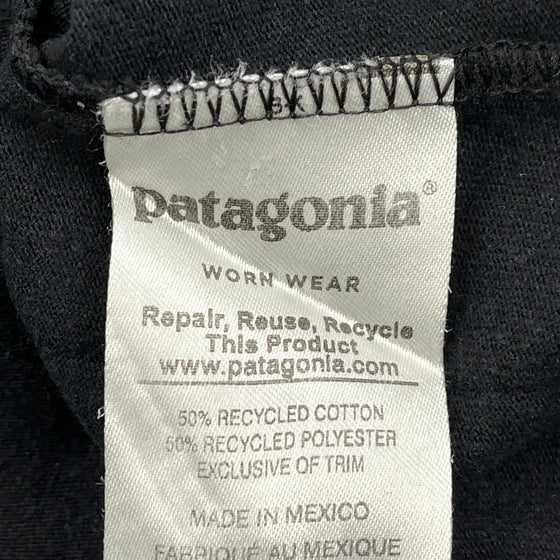 patagonia®
WORN WEAR
Repair, Reuse, Recycle
This Product
www.patagonia.com
50% RECYCLED COTTON
50% RECYCLED POLYESTER
EXCLUSIVE OF TRIM
MADE IN MEXICO
FABRIQUÉ AU MEXIQUE